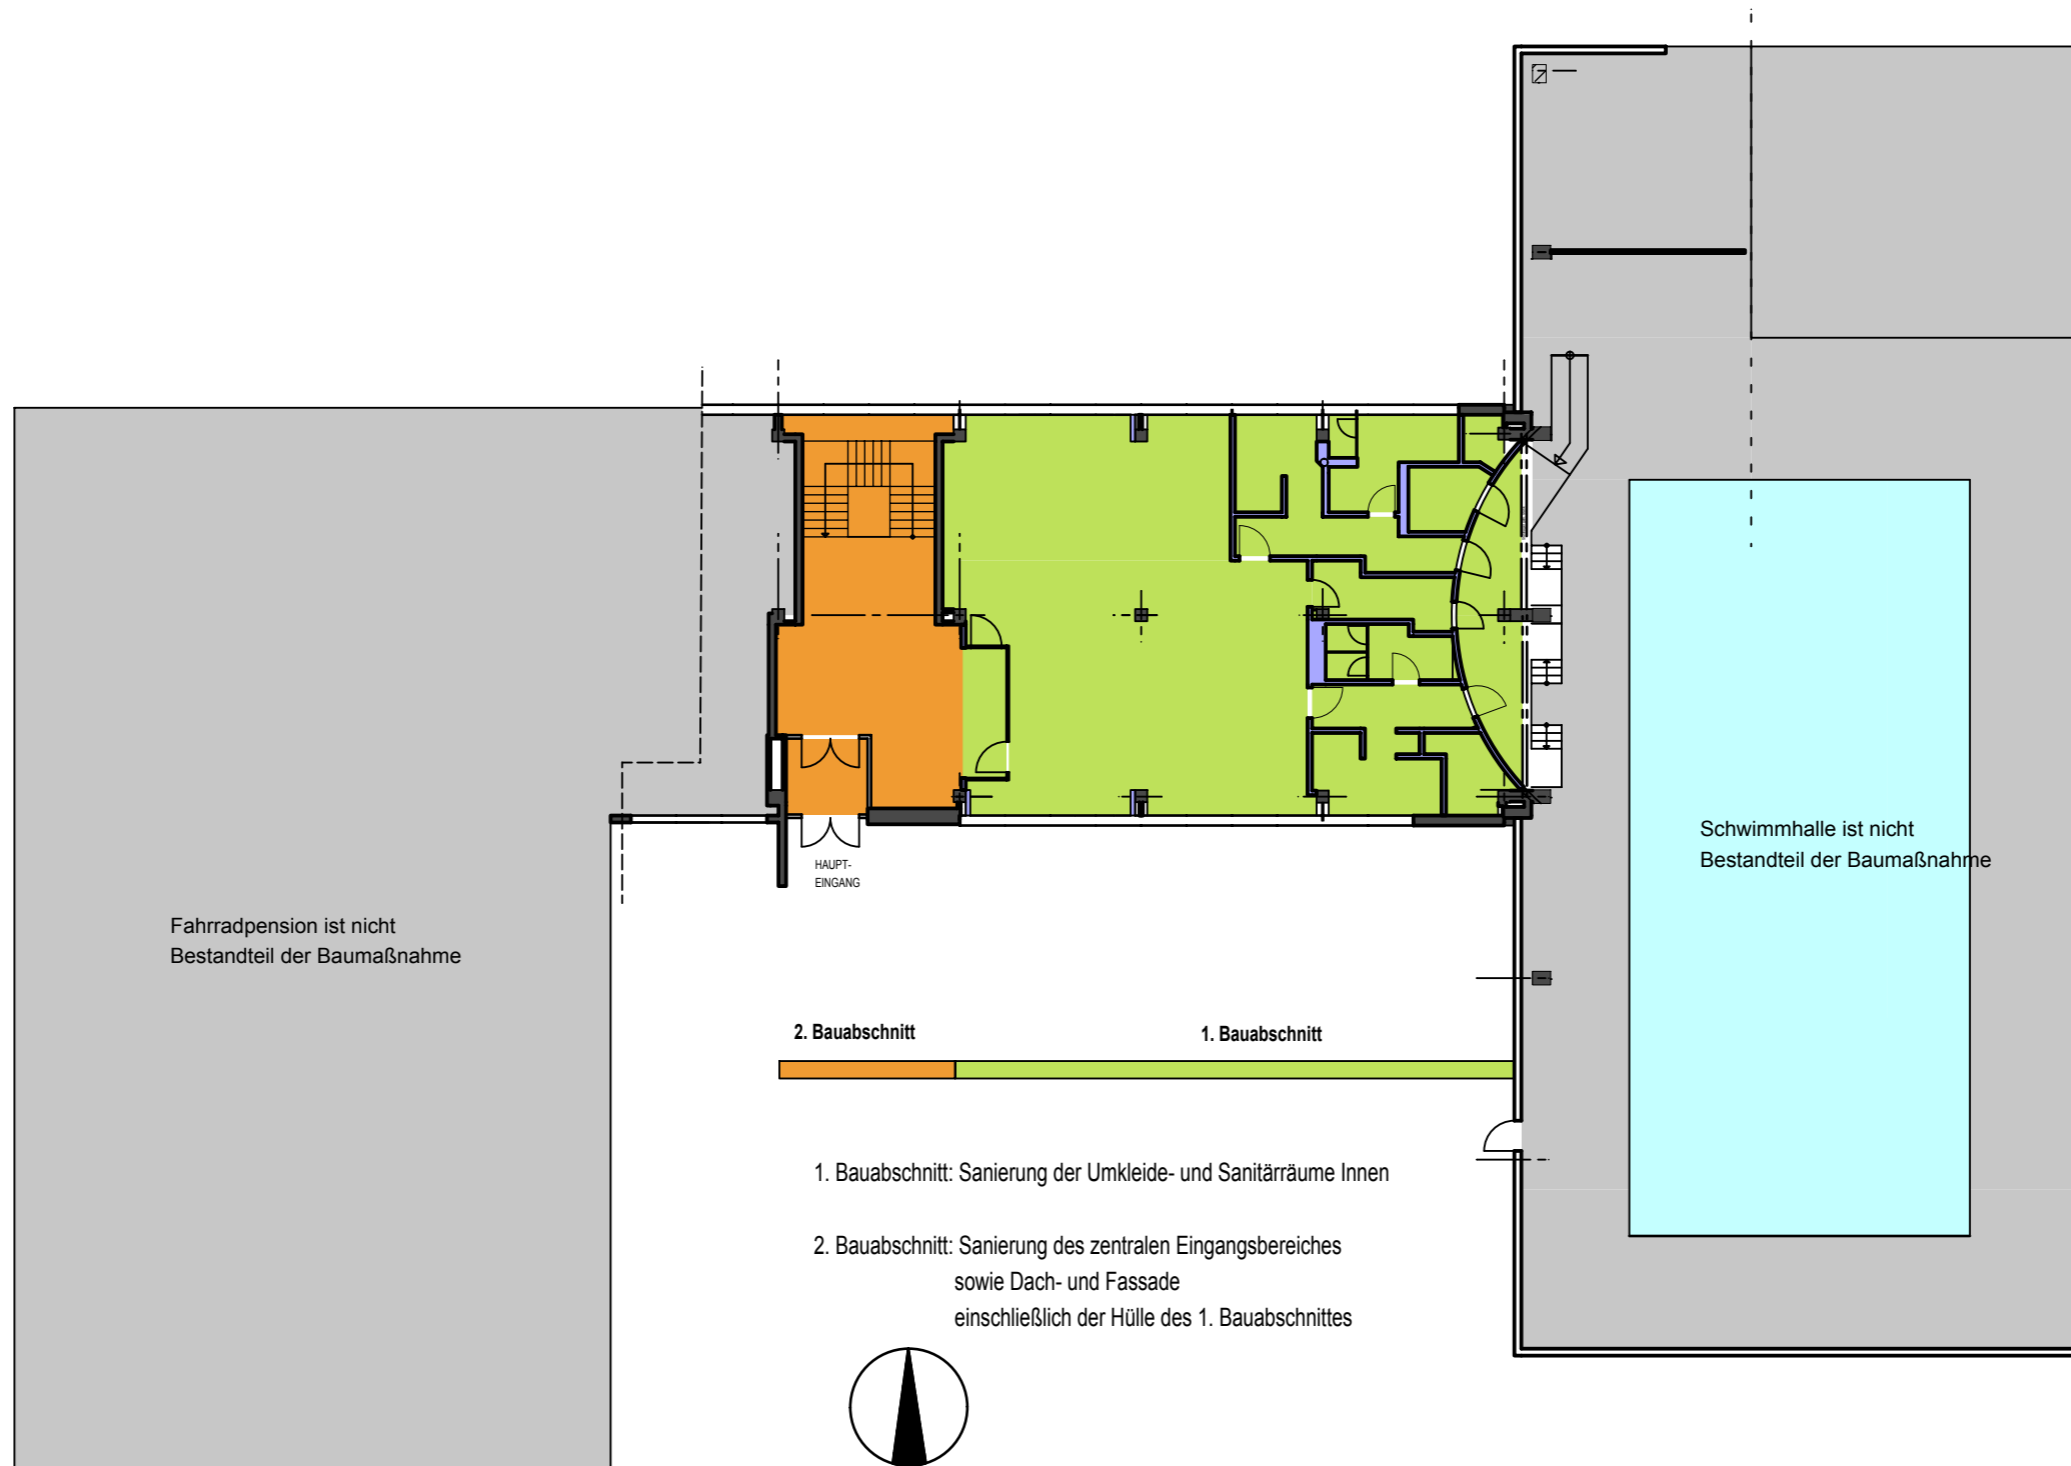 HAUPT-
EINGANG
Schwimmhalle ist nicht
Bestandteil der Baumaßnahme
Fahrradpension ist nicht
Bestandteil der Baumaßnahme
2. Bauabschnitt
1. Bauabschnitt
1. Bauabschnitt: Sanierung der Umkleide- und Sanitärräume Innen
2. Bauabschnitt: Sanierung des zentralen Eingangsbereiches
sowie Dach- und Fassade
einschließlich der Hülle des 1. Bauabschnittes